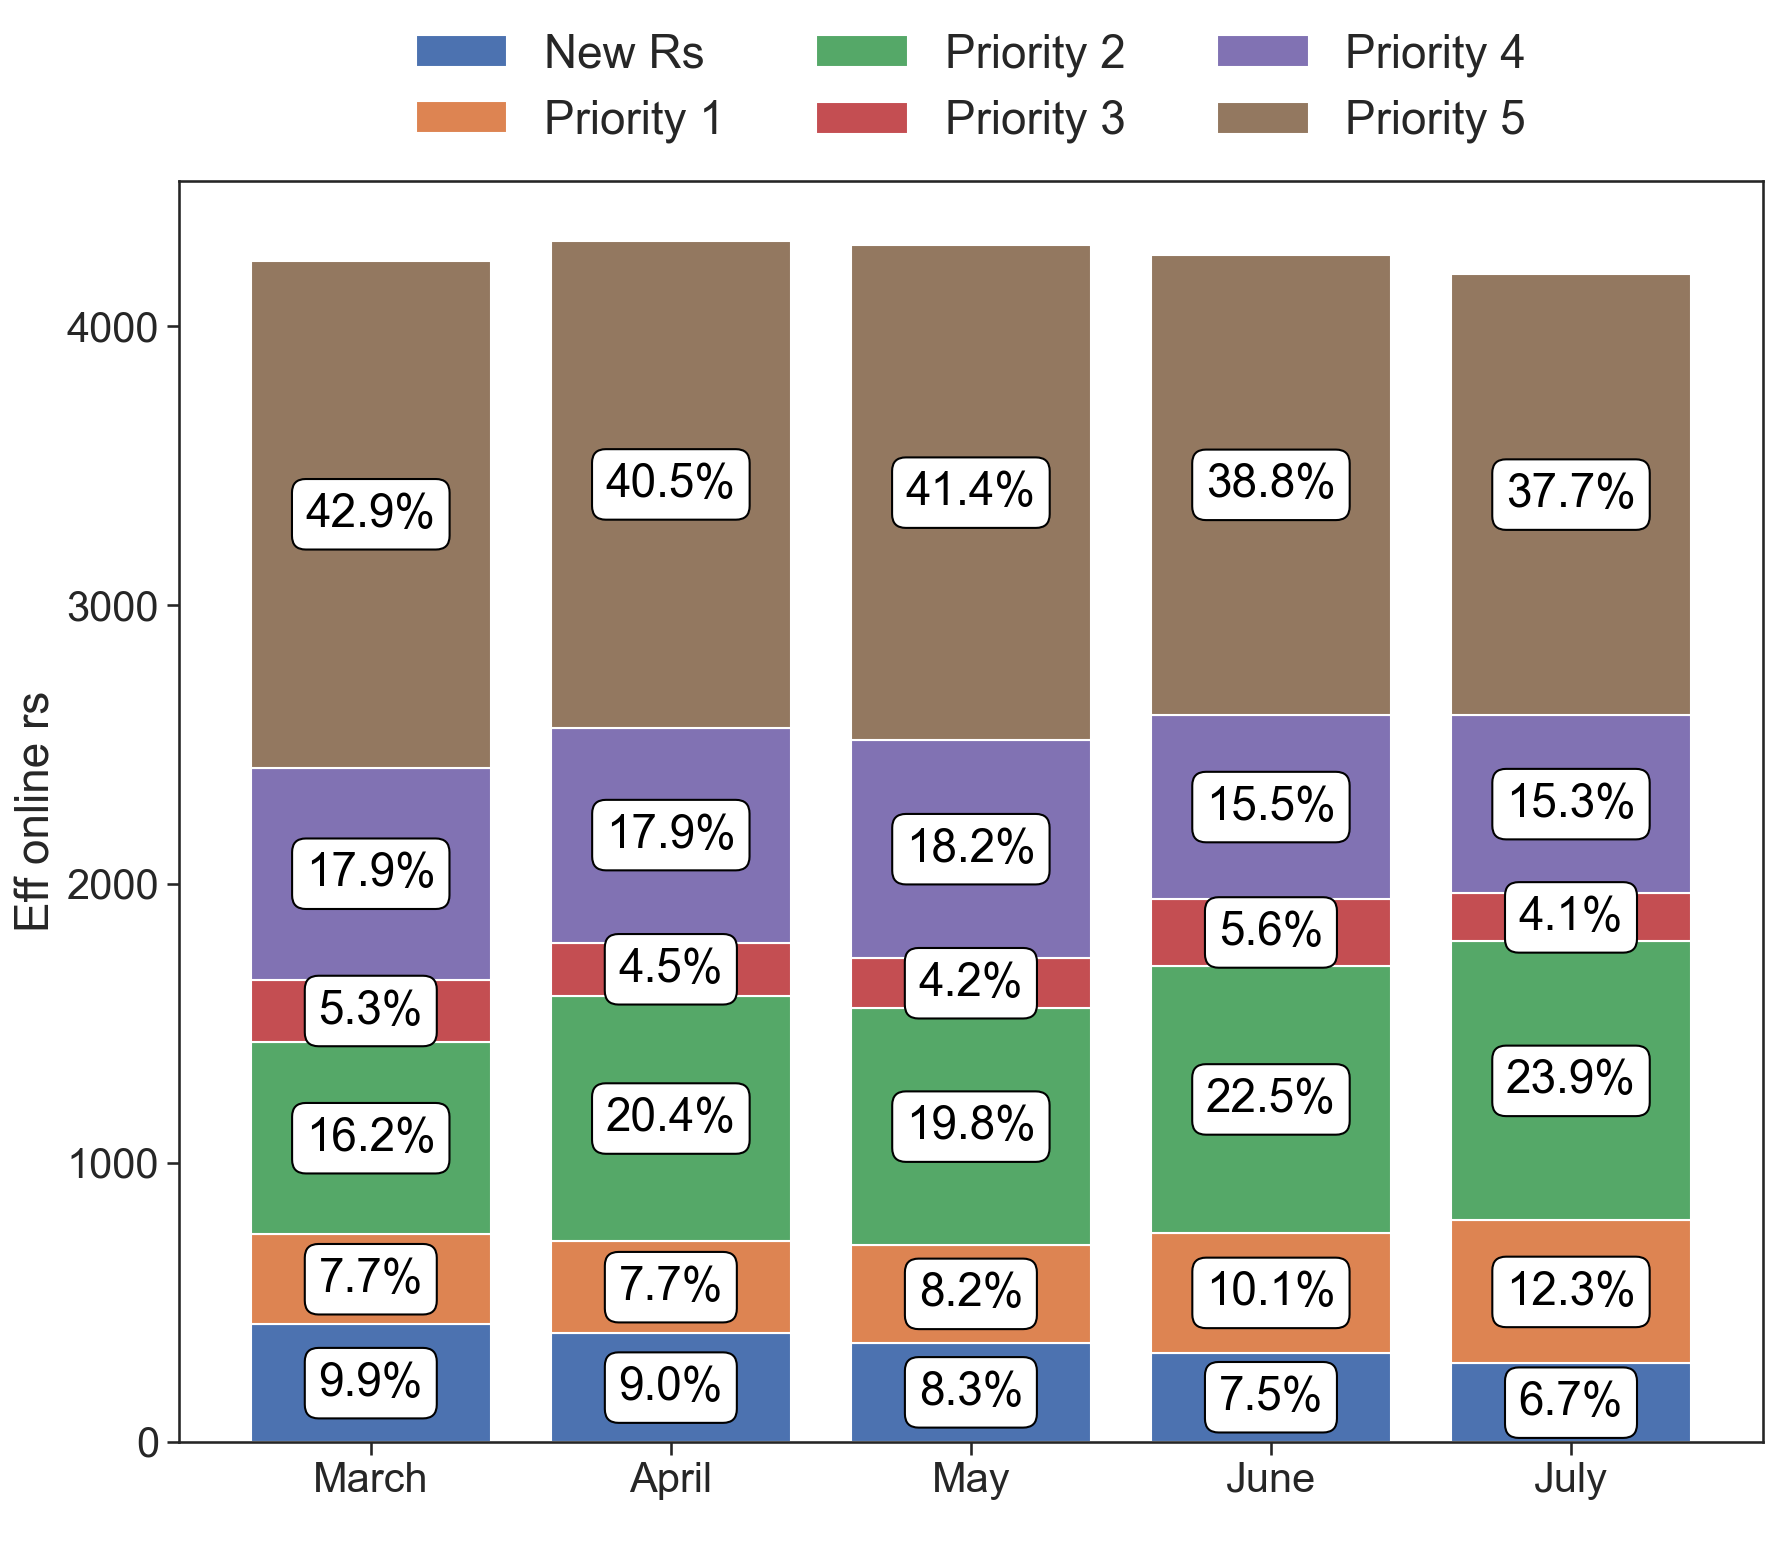 New Rs
Priority 2
Priority 4
Priority 1
Priority 3
Priority 5
Eff online rs
4000
3000
2000
1000
0
42.9%
40.5%
41.4%
38.8%
37.7%
17.9%
17.9%
18.2%
15.5%
15.3%
5.3%
4.5%
4.2%
5.6%
4.1%
16.2%
20.4%
19.8%
22.5%
23.9%
7.7%
7.7%
8.2%
10.1%
12.3%
9.9%
9.0%
8.3%
7.5%
6.7%
March
April
May
June
July